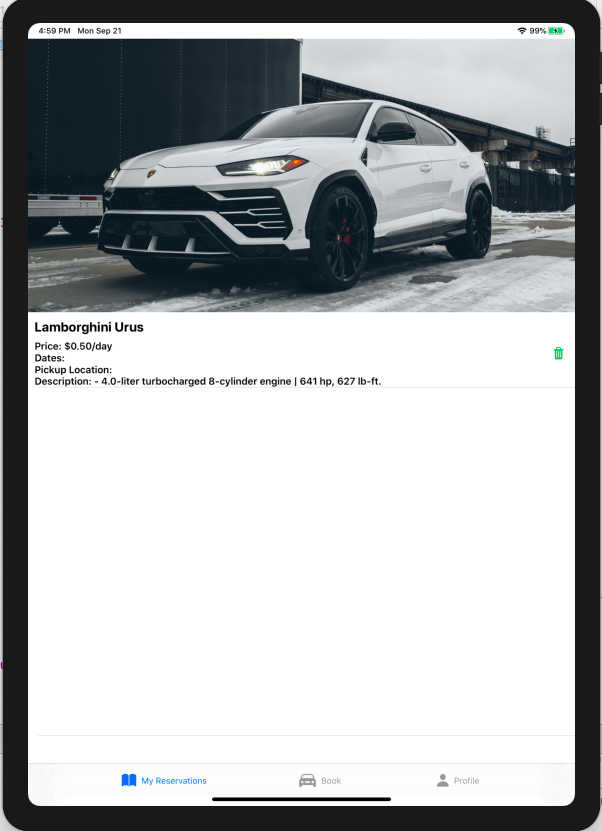 4:59 PM Mon Sep 21
99%
Lamborghini Urus
Price: $0.50/day
Dates:
Pickup Location:
Description: - 4.0-liter turbocharged 8-cylinder engine | 641 hp, 627 lb-ft.
My Reservations
Book
Profile